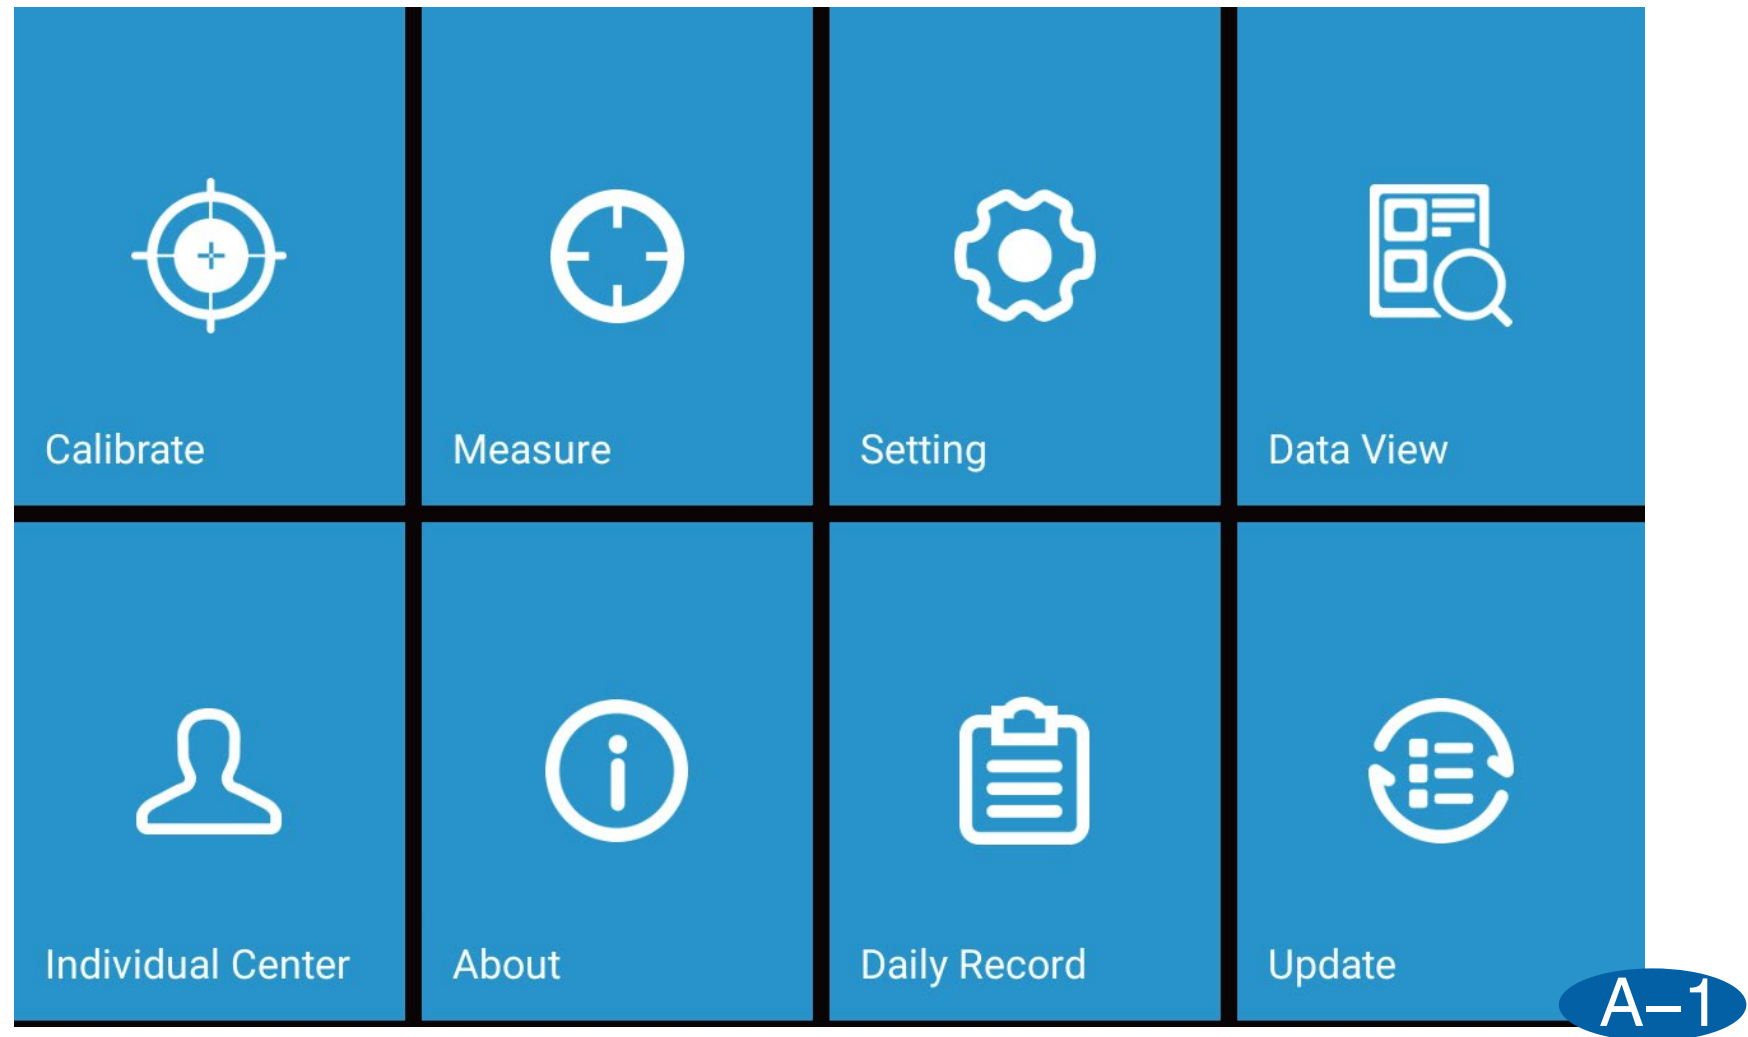 Calibrate
Measure
Setting
Data View
Individual Center
About
Daily Record
Update
A-1